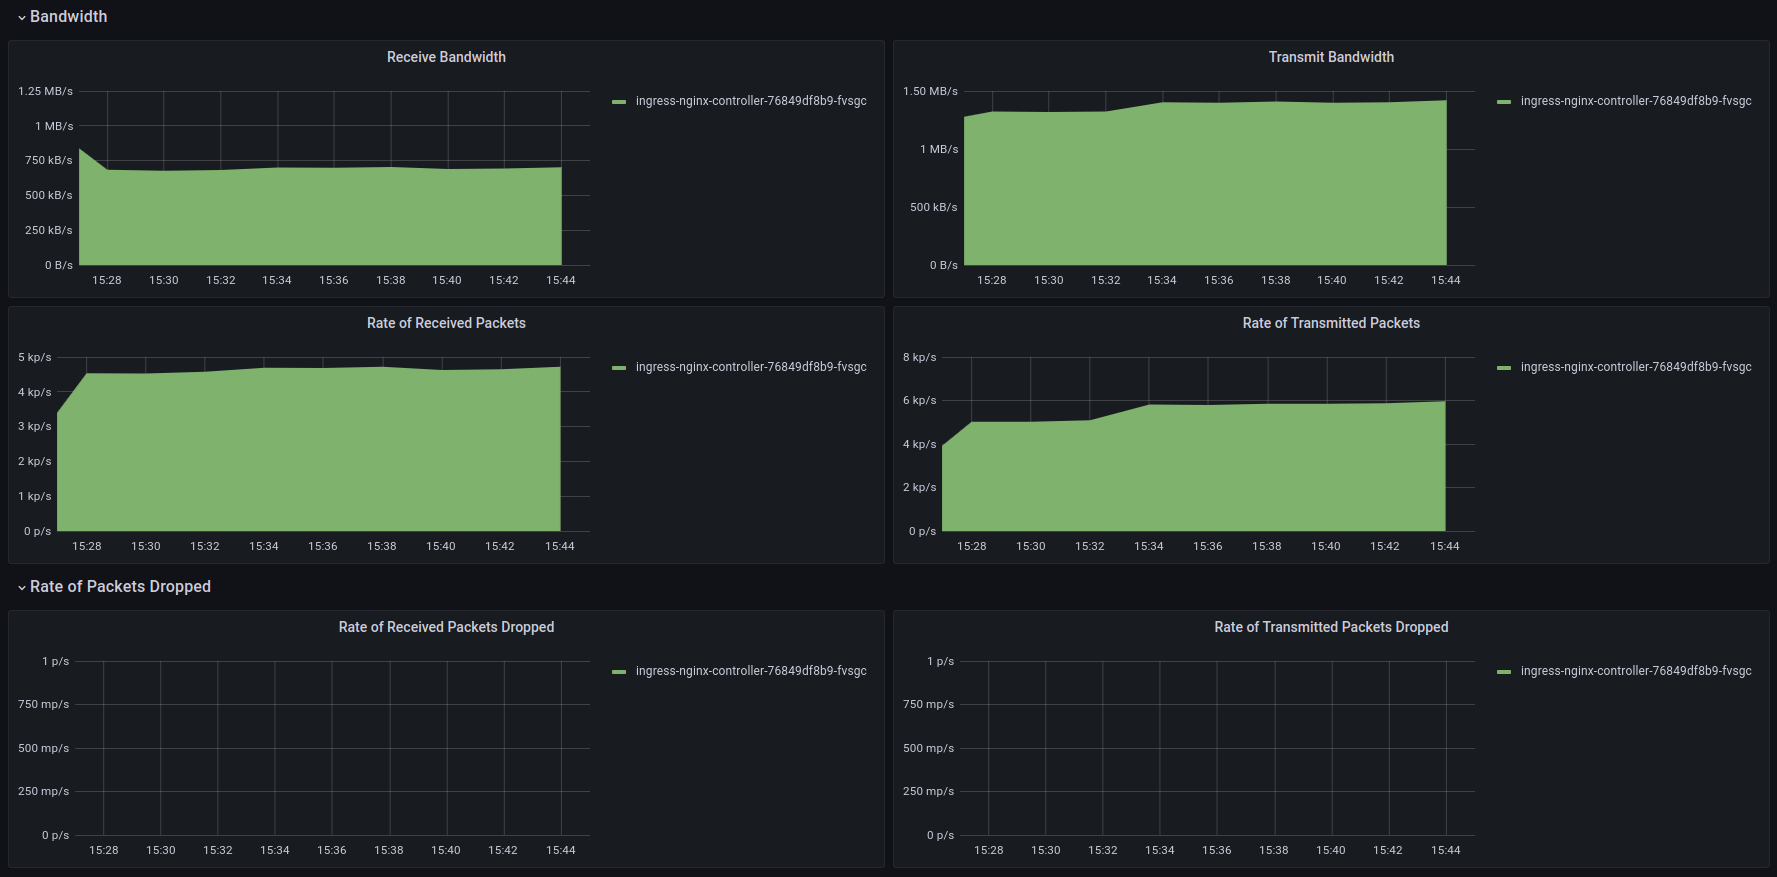 Bandwidth
Receive Bandwidth
1.25 MB/s
1 MB/s
750 kB/s
500 kB/s
250 kB/s
0 B/s
15:28 15:30 15:32 15:34 15:36 15:38 15:40 15:42 15:44
ingress-nginx-controller-76849df8b9-fvsgc
Transmit Bandwidth
1.50 MB/s
1 MB/s
500 kB/s
0 B/s
15:28 15:30 15:32 15:34 15:36 15:38 15:40 15:42 15:44
ingress-nginx-controller-76849df8b9-fvsgc
Rate of Received Packets
5 kp/s
4 kp/s
3 kp/s
2 kp/s
1 kp/s
0 p/s
15:28 15:30 15:32 15:34 15:36 15:38 15:40 15:42 15:44
ingress-nginx-controller-76849df8b9-fvsgc
Rate of Transmitted Packets
8 kp/s
6 kp/s
4 kp/s
2 kp/s
0 p/s
15:28 15:30 15:32 15:34 15:36 15:38 15:40 15:42 15:44
ingress-nginx-controller-76849df8b9-fvsgc
Rate of Packets Dropped
Rate of Received Packets Dropped
1 p/s
750 mp/s
500 mp/s
250 mp/s
0 p/s
15:28 15:30 15:32 15:34 15:36 15:38 15:40 15:42 15:44
ingress-nginx-controller-76849df8b9-fvsgc
Rate of Transmitted Packets Dropped
1 p/s
750 mp/s
500 mp/s
250 mp/s
0 p/s
15:28 15:30 15:32 15:34 15:36 15:38 15:40 15:42 15:44
ingress-nginx-controller-76849df8b9-fvsgc